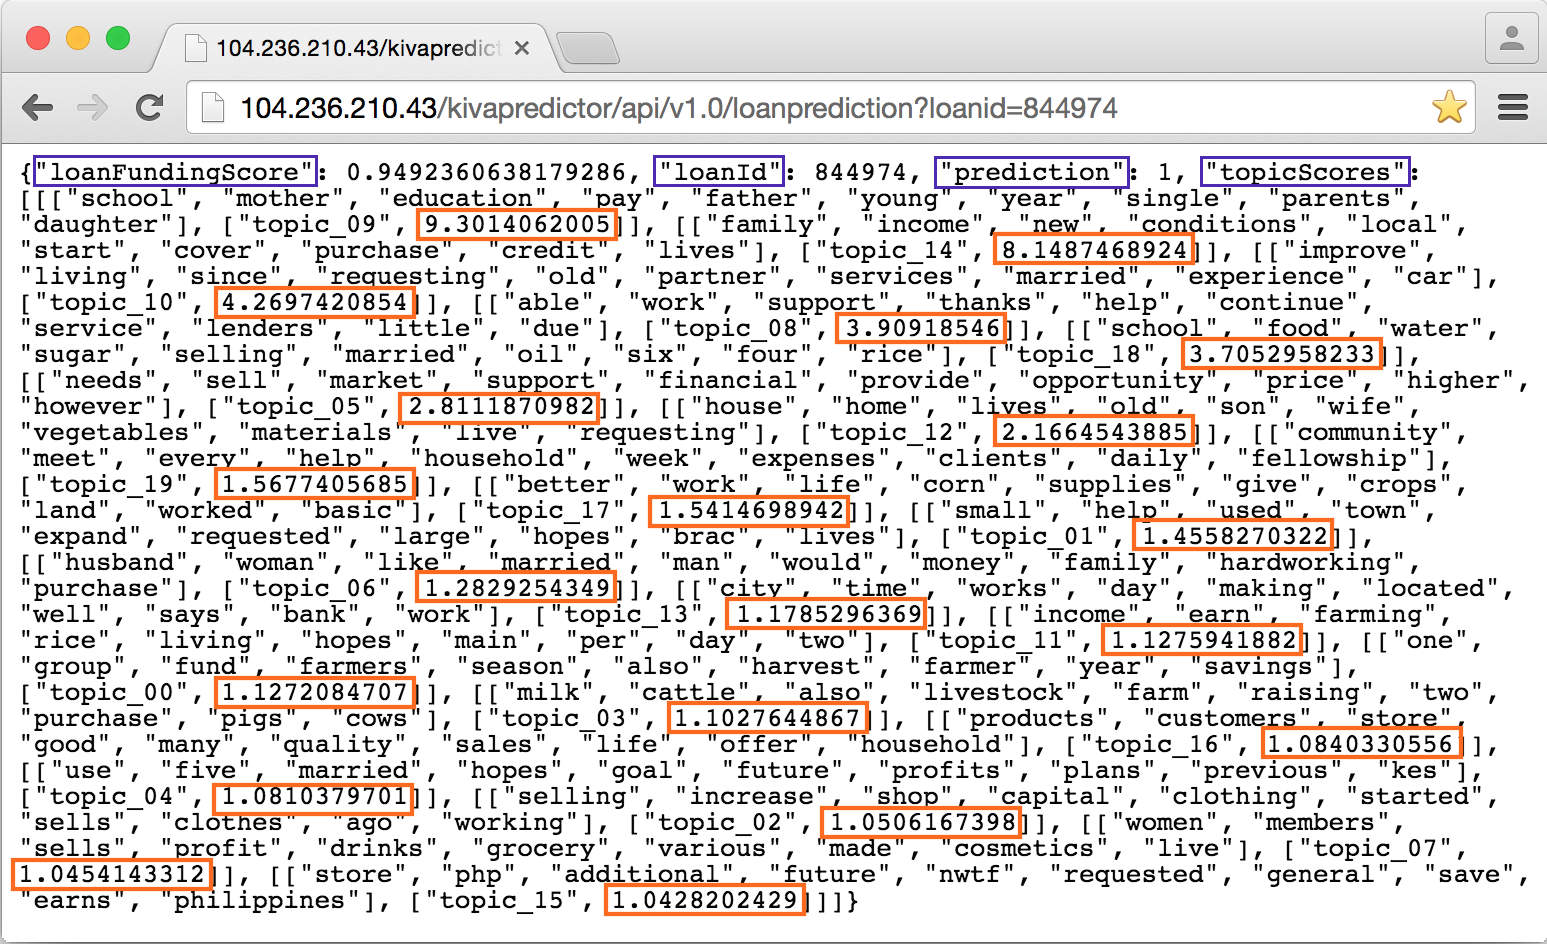 104.236.210.43/kivapredict
104.236.210.43/kivapredictor/api/v1.0/loanprediction?loanid=844974
{"loanFundingScore": 0.9492360638179286, "loanId": 844974, "prediction": 1, "topicScores":
[[["school", "mother", "education", "pay", "father", "young", "year", "single", "parents",
"daughter"], ["topic_09", 9.3014062005]], [["family", "income", "new", "conditions", "local",
"start", "cover", "purchase", "credit", "lives"], ["topic_14", 8.1487468924]], [["improve",
"living", "since", "requesting", "old", "partner", "services", "married", "experience", "car"],
["topic_10", 4.2697420854]], [["able", "work", "support", "thanks", "help", "continue",
"service", "lenders", "little", "due"], ["topic_08", 3.90918546]], [["school", "food", "water",
"sugar", "selling", "married", "oil", "six", "four", "rice"], ["topic_18", 3.7052958233]],
[["needs", "sell", "market", "support", "financial", "provide", "opportunity", "price", "higher",
"however"], ["topic_05", 2.8111870982]], [["house", "home", "lives", "old", "son", "wife",
"vegetables", "materials", "live", "requesting"], ["topic_12", 2.1664543885]], [["community",
"meet", "every", "help", "household", "week", "expenses", "clients", "daily", "fellowship"],
["topic_19", 1.5677405685]], [["better", "work", "life", "corn", "supplies", "give", "crops",
"land", "worked", "basic"], ["topic_17", 1.5414698942]], [["small", "help", "used", "town",
"expand", "requested", "large", "hopes", "brac", "lives"], ["topic_01", 1.4558270322]],
[["husband", "woman", "like", "married", "man", "would", "money", "family", "hardworking",
"purchase"], ["topic_06", 1.2829254349]], [["city", "time", "works", "day", "making", "located",
"well", "says", "bank", "work"], ["topic_13", 1.1785296369]], [["income", "earn", "farming",
"rice", "living", "hopes", "main", "per", "day", "two"], ["topic_11", 1.1275941882]], [["one",
"group", "fund", "farmers", "season", "also", "harvest", "farmer", "year", "savings"],
["topic_00", 1.1272084707]], [["milk", "cattle", "also", "livestock", "farm", "raising", "two",
"purchase", "pigs", "cows"], ["topic_03", 1.1027644867]], [["products", "customers", "store",
"good", "many", "quality", "sales", "life", "offer", "household"], ["topic_16", 1.0840330556]],
[["use", "five", "married", "hopes", "goal", "future", "profits", "plans", "previous", "kes"],
["topic_04", 1.0810379701]], [["selling", "increase", "shop", "capital", "clothing", "started",
"sells", "clothes", "ago", "working"], ["topic_02", 1.0506167398]], [["women", "members",
"sells", "profit", "drinks", "grocery", "various", "made", "cosmetics", "live"], ["topic_07",
1.0454143312]], [["store", "php", "additional", "future", "nwtf", "requested", "general", "save",
"earns", "philippines"], ["topic_15", 1.0428202429]]]}